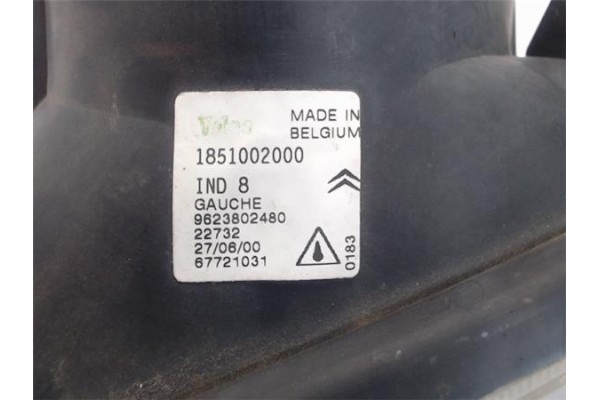 Valeo
MADE IN
BELGIUM
1851002000
IND 8
GAUCHE
9623802480
22732
27/06/00
67721031
0183